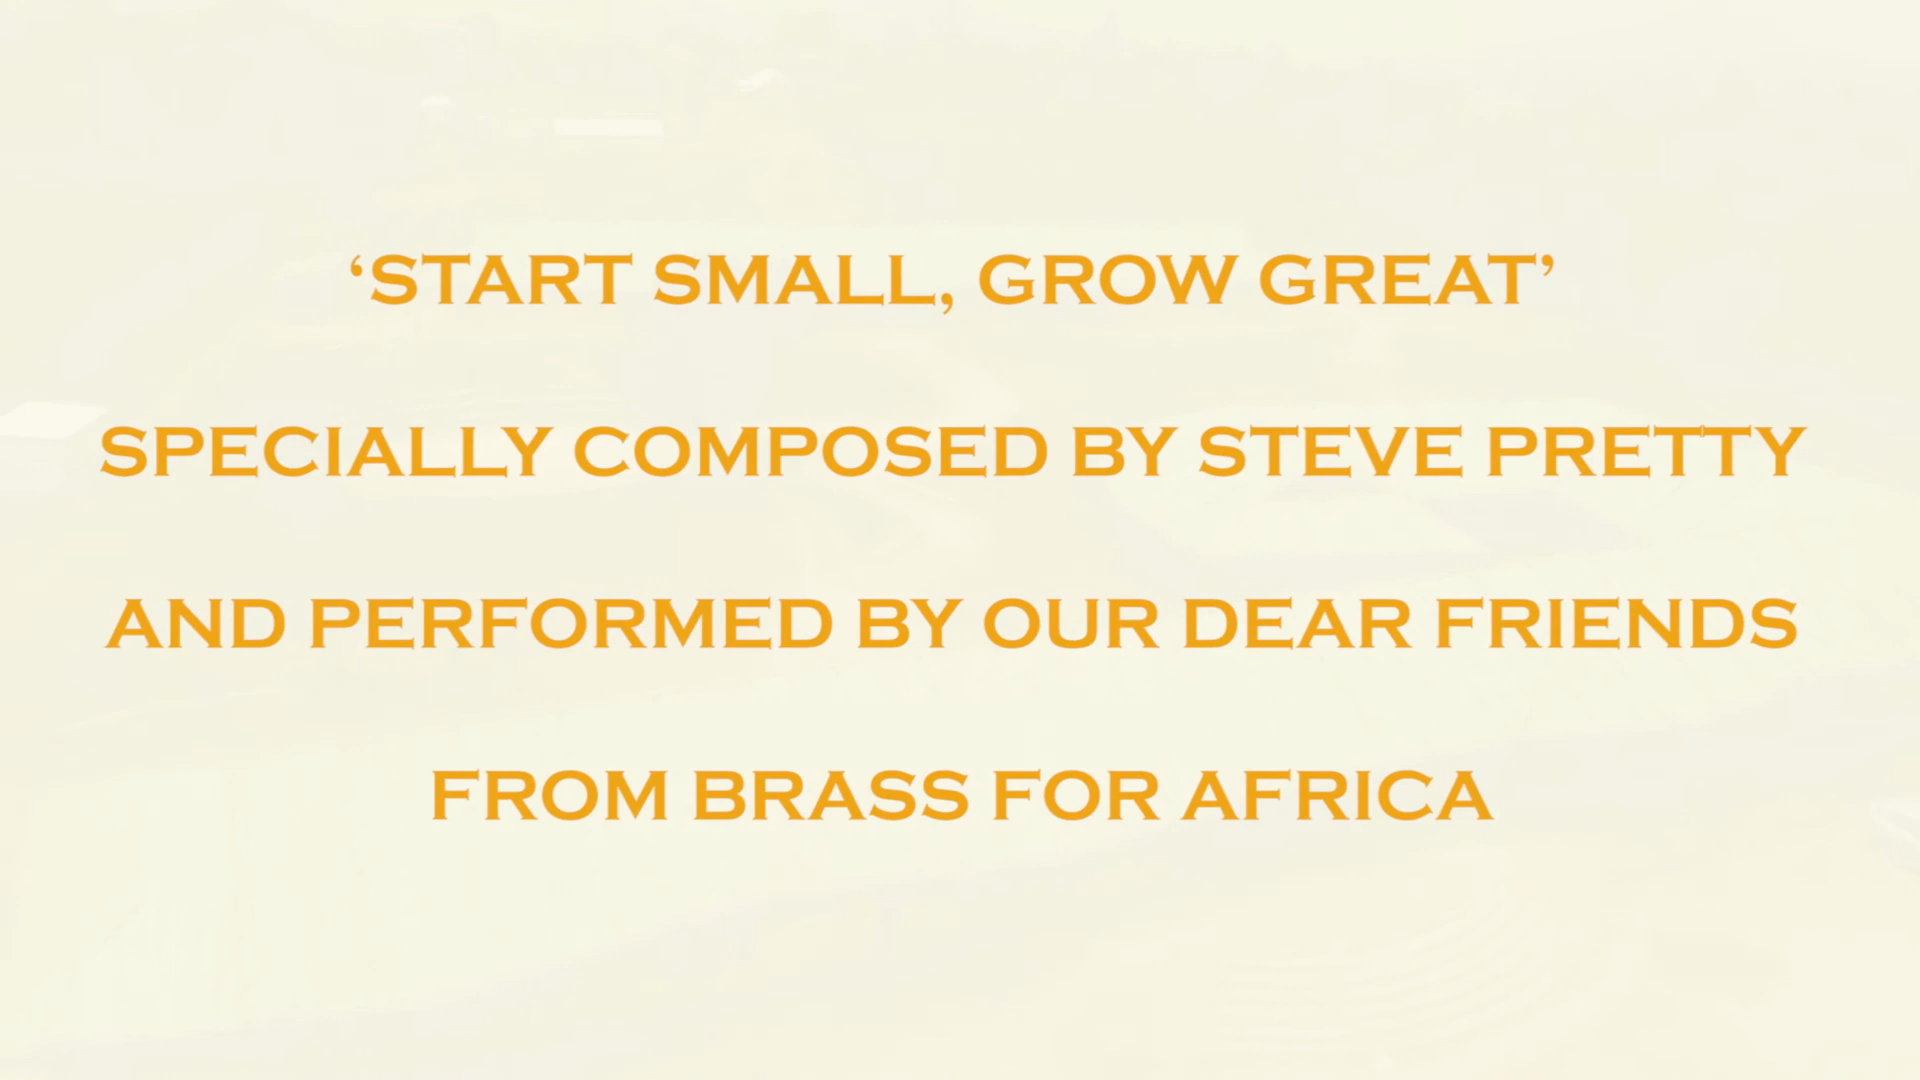 ‘START SMALL, GROW GREAT’
SPECIALLY COMPOSED BY STEVE PRETTY
AND PERFORMED BY OUR DEAR FRIENDS
FROM BRASS FOR AFRICA